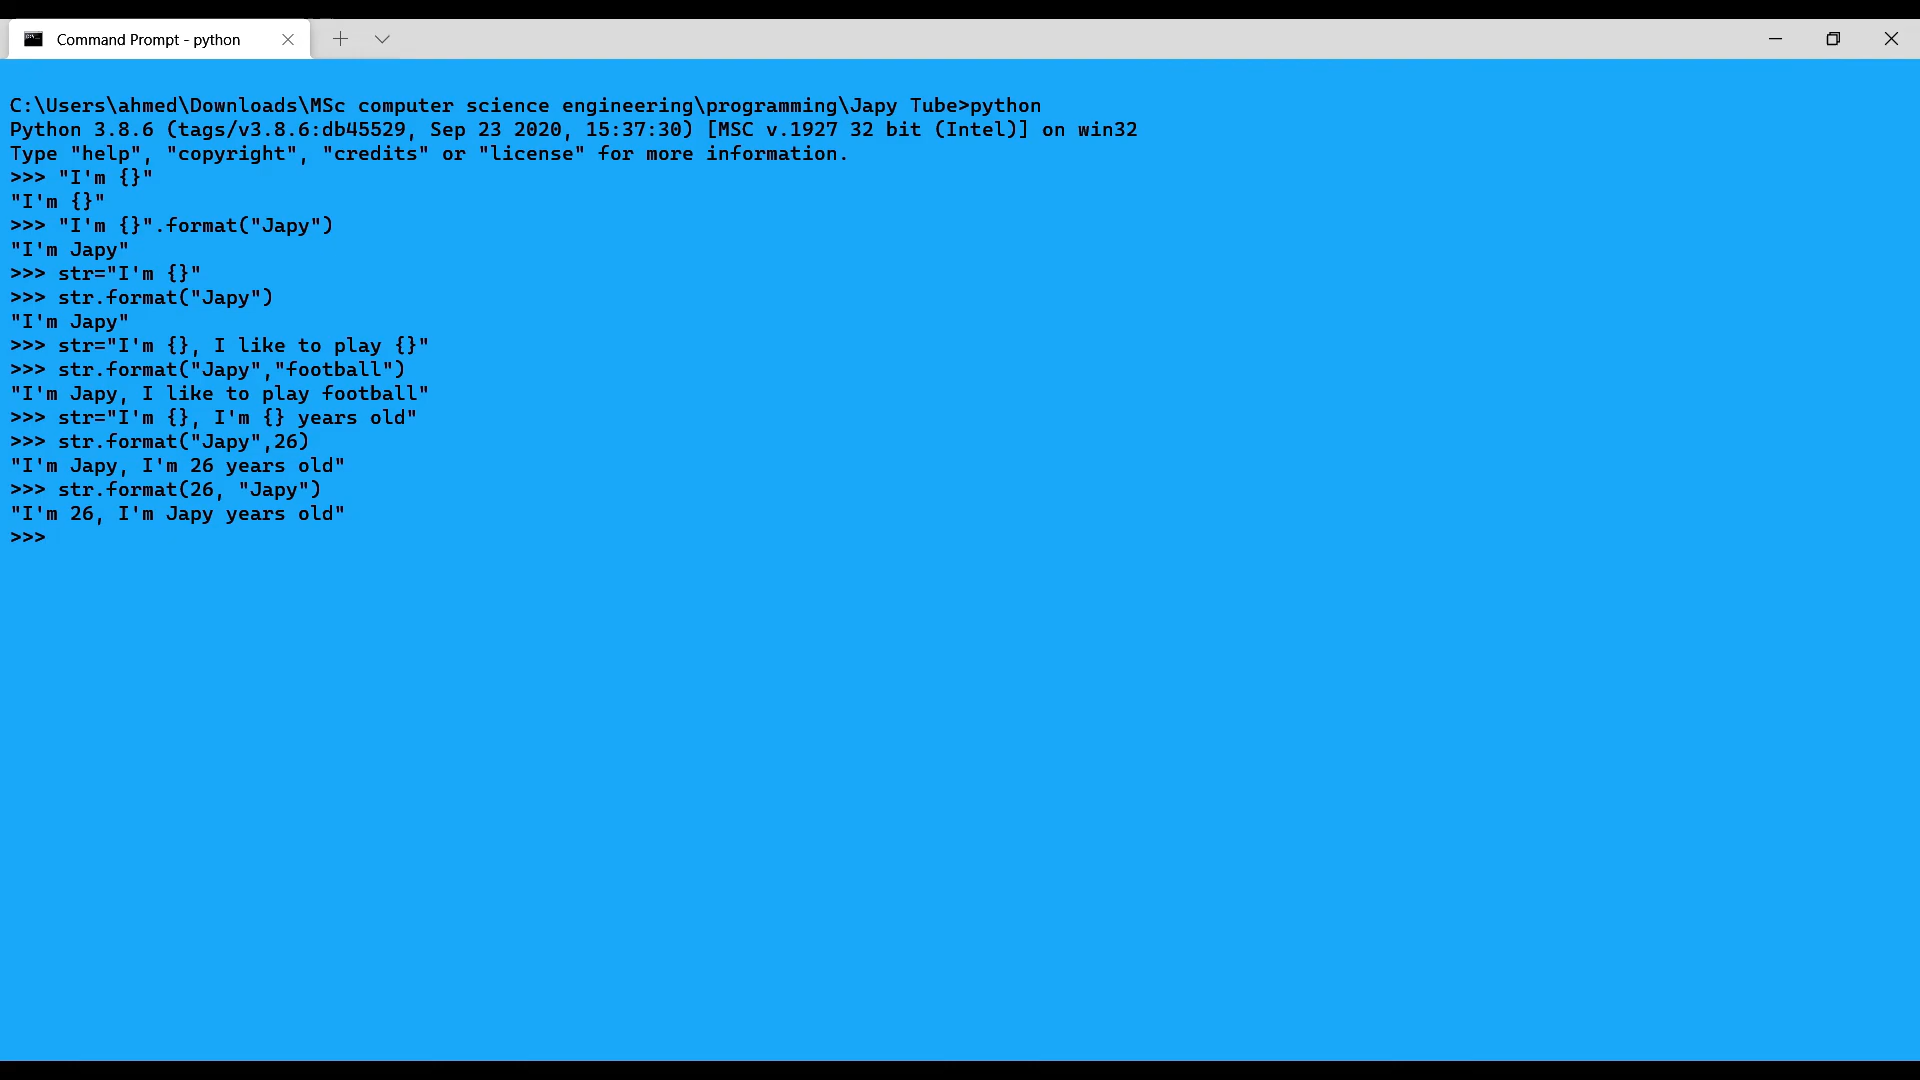 Command Prompt - python
C:\Users\ahmed\Downloads\MSc computer science engineering\programming\Japy Tube>python
Python 3.8.6 (tags/v3.8.6:db45529, Sep 23 2020, 15:37:30) [MSC v.1927 32 bit (Intel)] on win32
Type "help", "copyright", "credits" or "license" for more information.
>>> "I'm {}"
"I'm {}"
>>> "I'm {}".format("Japy")
"I'm Japy"
>>> str="I'm {}"
>>> str.format("Japy")
"I'm Japy"
>>> str="I'm {}, I like to play {}"
>>> str.format("Japy","football")
"I'm Japy, I like to play football"
>>> str="I'm {}, I'm {} years old"
>>> str.format("Japy",26)
"I'm Japy, I'm 26 years old"
>>> str.format(26, "Japy")
"I'm 26, I'm Japy years old"
>>>